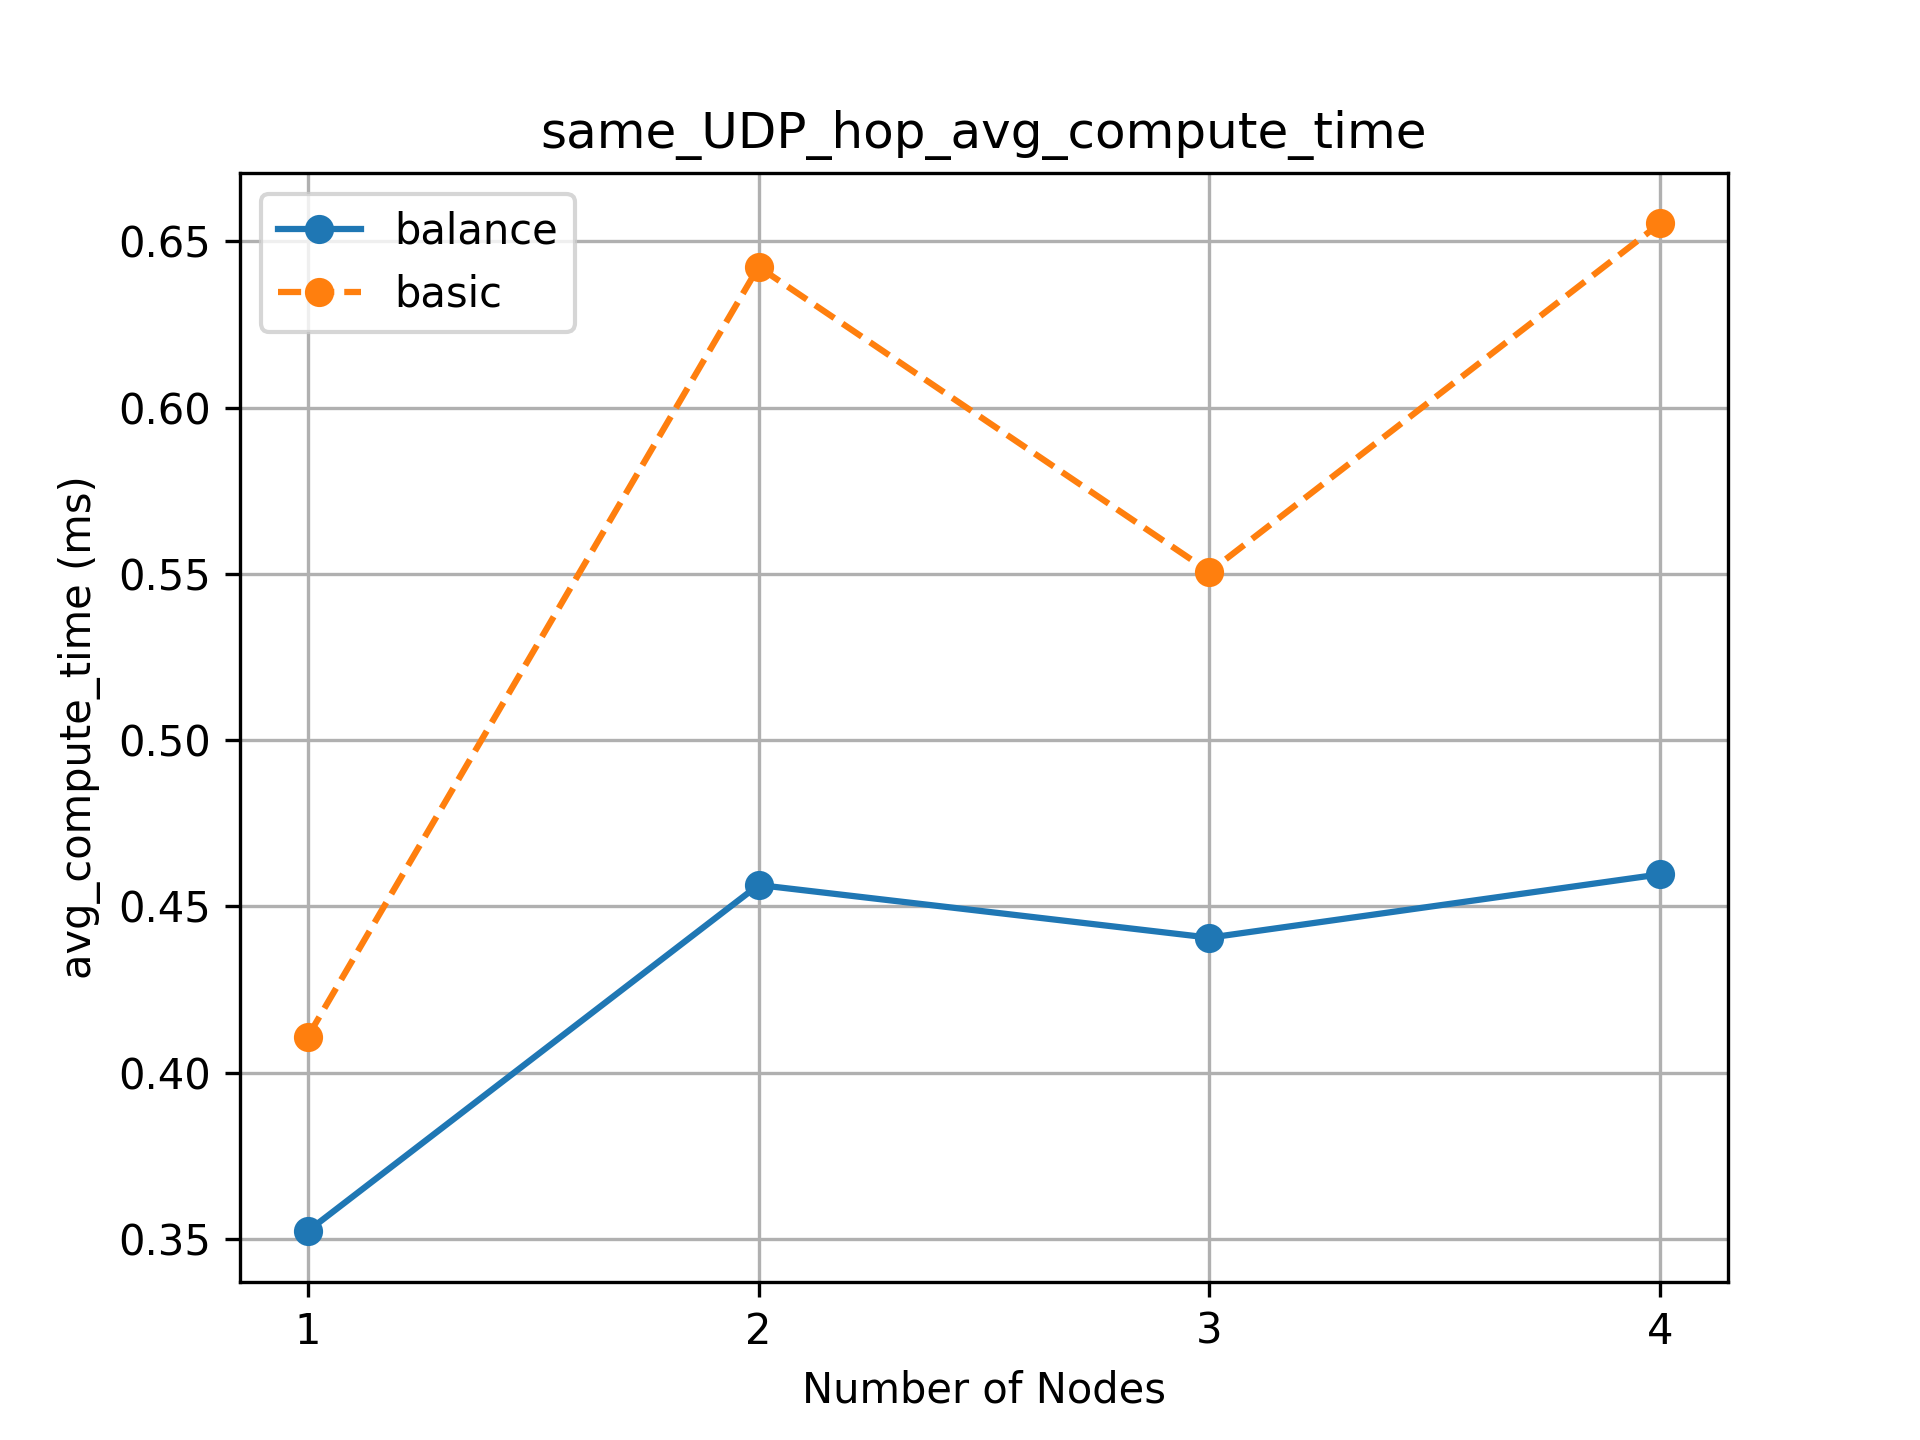 same_UDP_hop_avg_compute_time
balance
basic
0.65
0.60
0.55
0.50
0.45
0.40
0.35
avg_compute_time (ms)
1 2 3 4
Number of Nodes